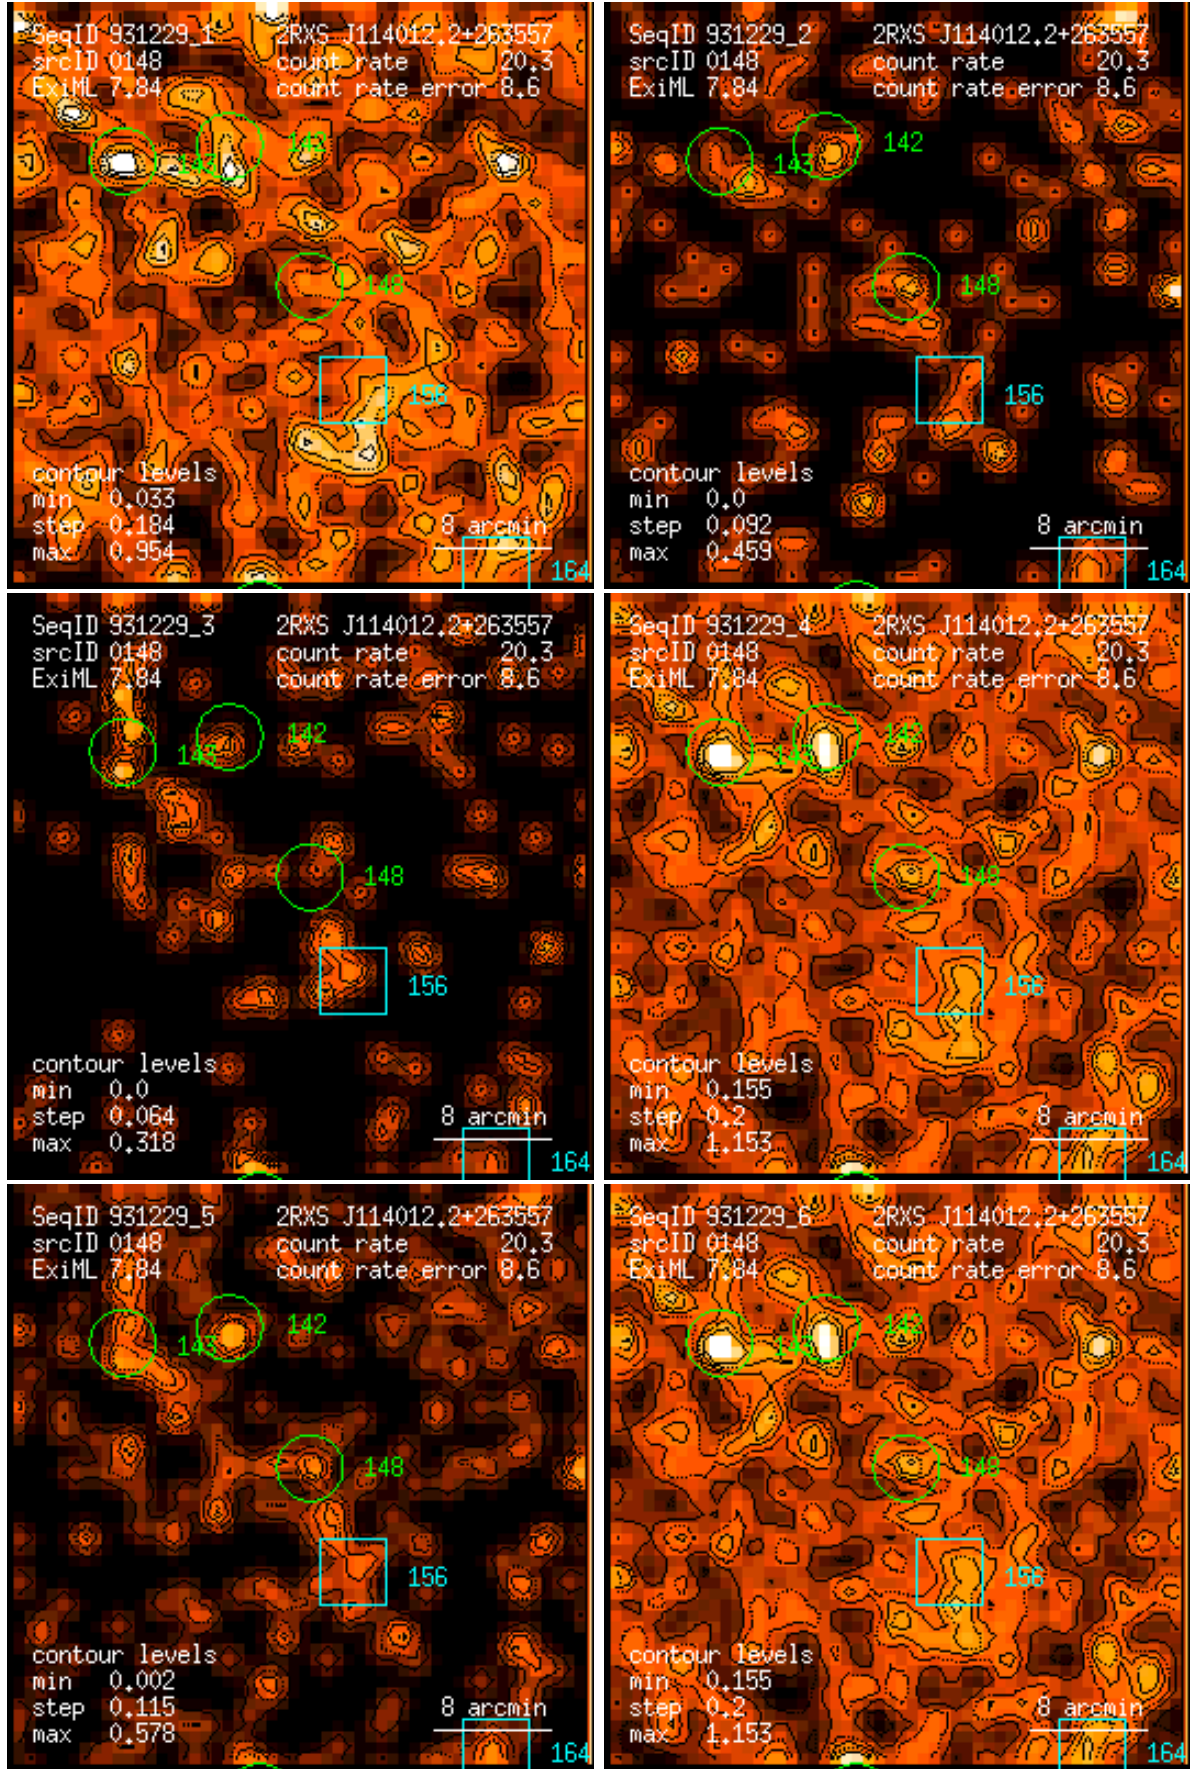 SeqID 931229_1 2RXS J114012.2+263557
srcID 0148 count rate 20.3
ExiML 7.84 count rate error 8.6
142
143
148
156
contour levels
min 0.033
step 0.184 8 arcmin
max 0.954
164
SeqID 931229_2 2RXS J114012.2+263557
srcID 0148 count rate 20.3
ExiML 7.84 count rate error 8.6
142
143
148
156
contour levels
min 0.0
step 0.092 8 arcmin
max 0.459
164
SeqID 931229_3 2RXS J114012.2+263557
srcID 0148 count rate 20.3
ExiML 7.84 count rate error 8.6
142
143
148
156
contour levels
min 0.0
step 0.064 8 arcmin
max 0.318
164
SeqID 931229_4 2RXS J114012.2+263557
srcID 0148 count rate 20.3
ExiML 7.84 count rate error 8.6
142
143
148
156
contour levels
min 0.155
step 0.2 8 arcmin
max 1.153
164
SeqID 931229_5 2RXS J114012.2+263557
srcID 0148 count rate 20.3
ExiML 7.84 count rate error 8.6
142
143
148
156
contour levels
min 0.002
step 0.115 8 arcmin
max 0.578
164
SeqID 931229_6 2RXS J114012.2+263557
srcID 0148 count rate 20.3
ExiML 7.84 count rate error 8.6
142
143
148
156
contour levels
min 0.155
step 0.2 8 arcmin
max 1.153
164